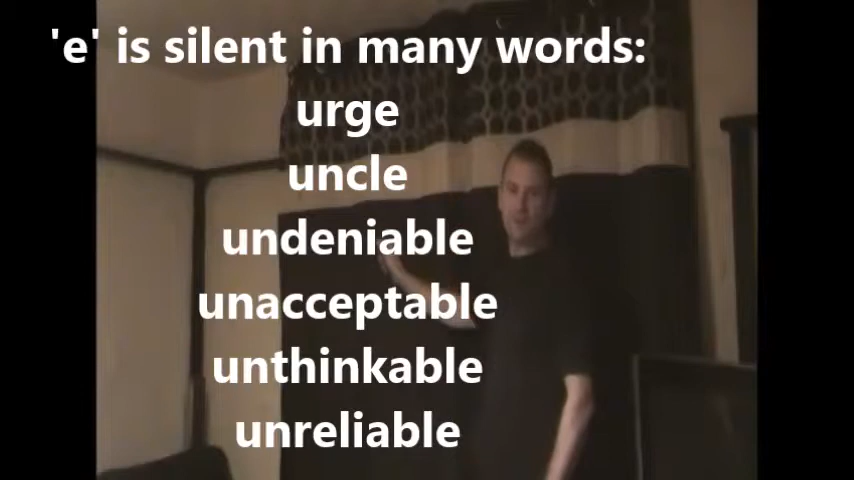 'e' is silent in many words:
urge
uncle
undeniable
unacceptable
unthinkable
unreliable